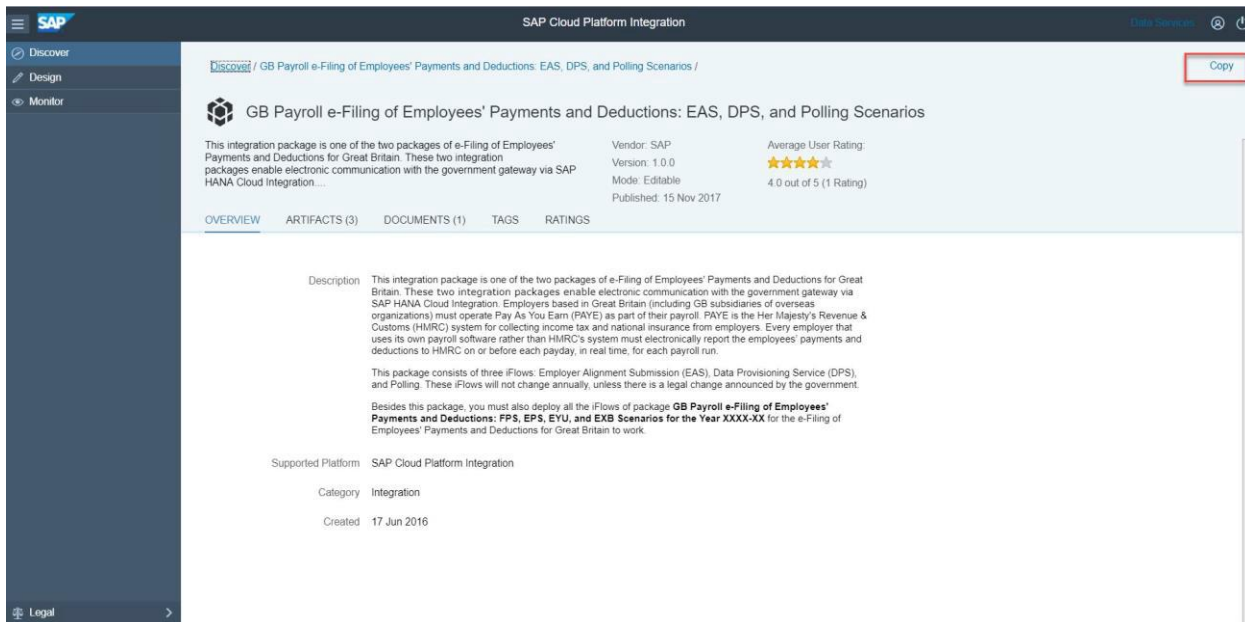 SAP
SAP Cloud Platform Integration
Data Services
Discover
Design
Monitor
Discover / GB Payroll e-Filing of Employees' Payments and Deductions: EAS, DPS, and Polling Scenarios /
Copy
GB Payroll e-Filing of Employees' Payments and Deductions: EAS, DPS, and Polling Scenarios
This integration package is one of the two packages of e-Filing of Employees'
Payments and Deductions for Great Britain. These two integration
packages enable electronic communication with the government gateway via SAP
HANA Cloud Integration....
Vendor: SAP
Version: 1.0.0
Mode: Editable
Published: 15 Nov 2017
Average User Rating:
4.0 out of 5 (1 Rating)
OVERVIEW ARTIFACTS (3) DOCUMENTS (1) TAGS RATINGS
Description This integration package is one of the two packages of e-Filing of Employees' Payments and Deductions for Great
Britain. These two integration packages enable electronic communication with the government gateway via
SAP HANA Cloud Integration. Employers based in Great Britain (including GB subsidiaries of overseas
organizations) must operate Pay As You Earn (PAYE) as part of their payroll. PAYE is the Her Majesty's Revenue &
Customs (HMRC) system for collecting income tax and national insurance from employers. Every employer that
uses its own payroll software rather than HMRC's system must electronically report the employees' payments and
deductions to HMRC on or before each payday, in real time, for each payroll run.
This package consists of three iFlows: Employer Alignment Submission (EAS), Data Provisioning Service (DPS),
and Polling. These iFlows will not change annually, unless there is a legal change announced by the government.
Besides this package, you must also deploy all the iFlows of package GB Payroll e-Filing of Employees'
Payments and Deductions: FPS, EPS, EYU, and EXB Scenarios for the Year XXXX-XX for the e-Filing of
Employees' Payments and Deductions for Great Britain to work.
Supported Platform SAP Cloud Platform Integration
Category Integration
Created 17 Jun 2016
Legal